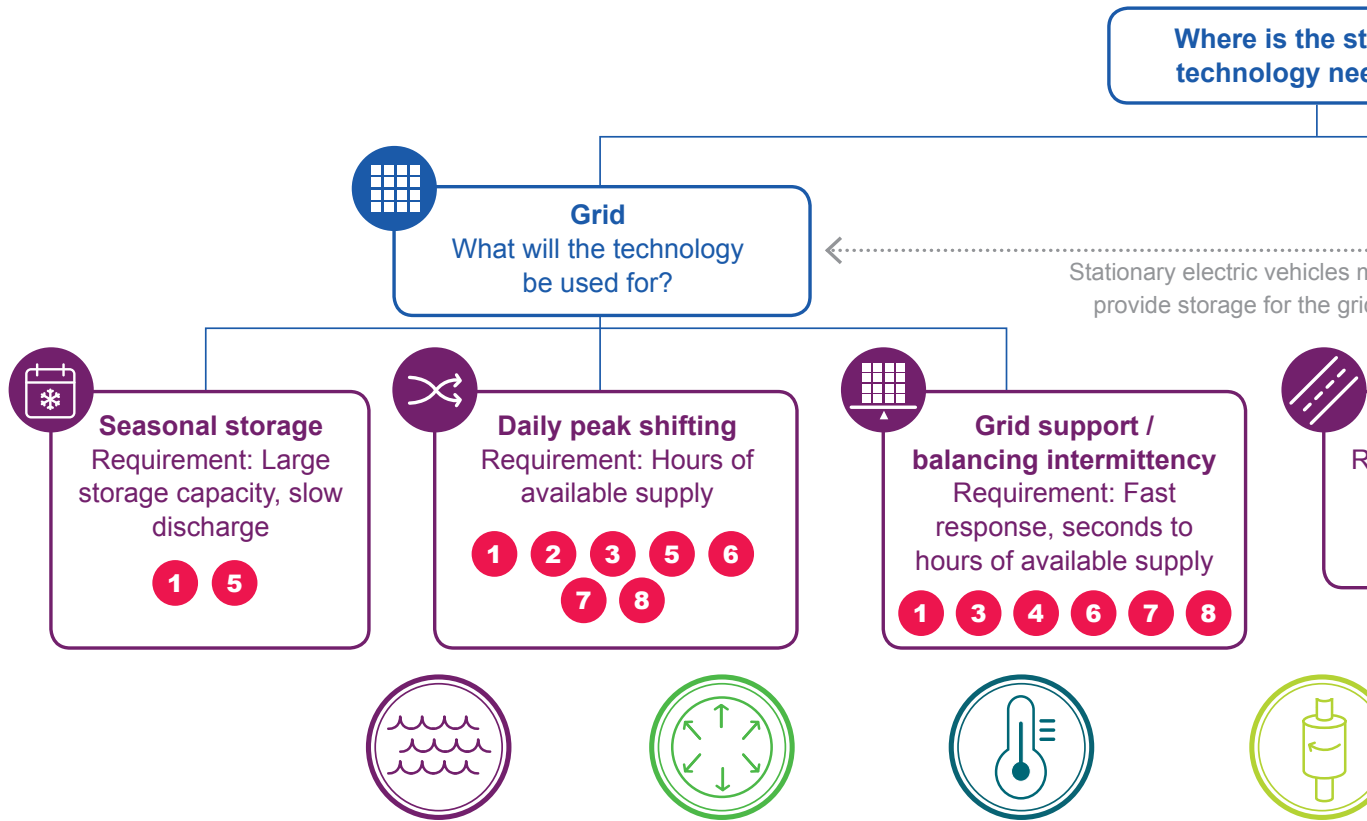 Where is the st
technology nee
Grid
What will the technology
be used for?
Stationary electric vehicles m
provide storage for the gri
Seasonal storage
Requirement: Large
storage capacity, slow
discharge
1 5
Daily peak shifting
Requirement: Hours of
available supply
1 2 3 5 6
7 8
Grid support /
balancing intermittency
Requirement: Fast
response, seconds to
hours of available supply
1 3 4 6 7 8
R